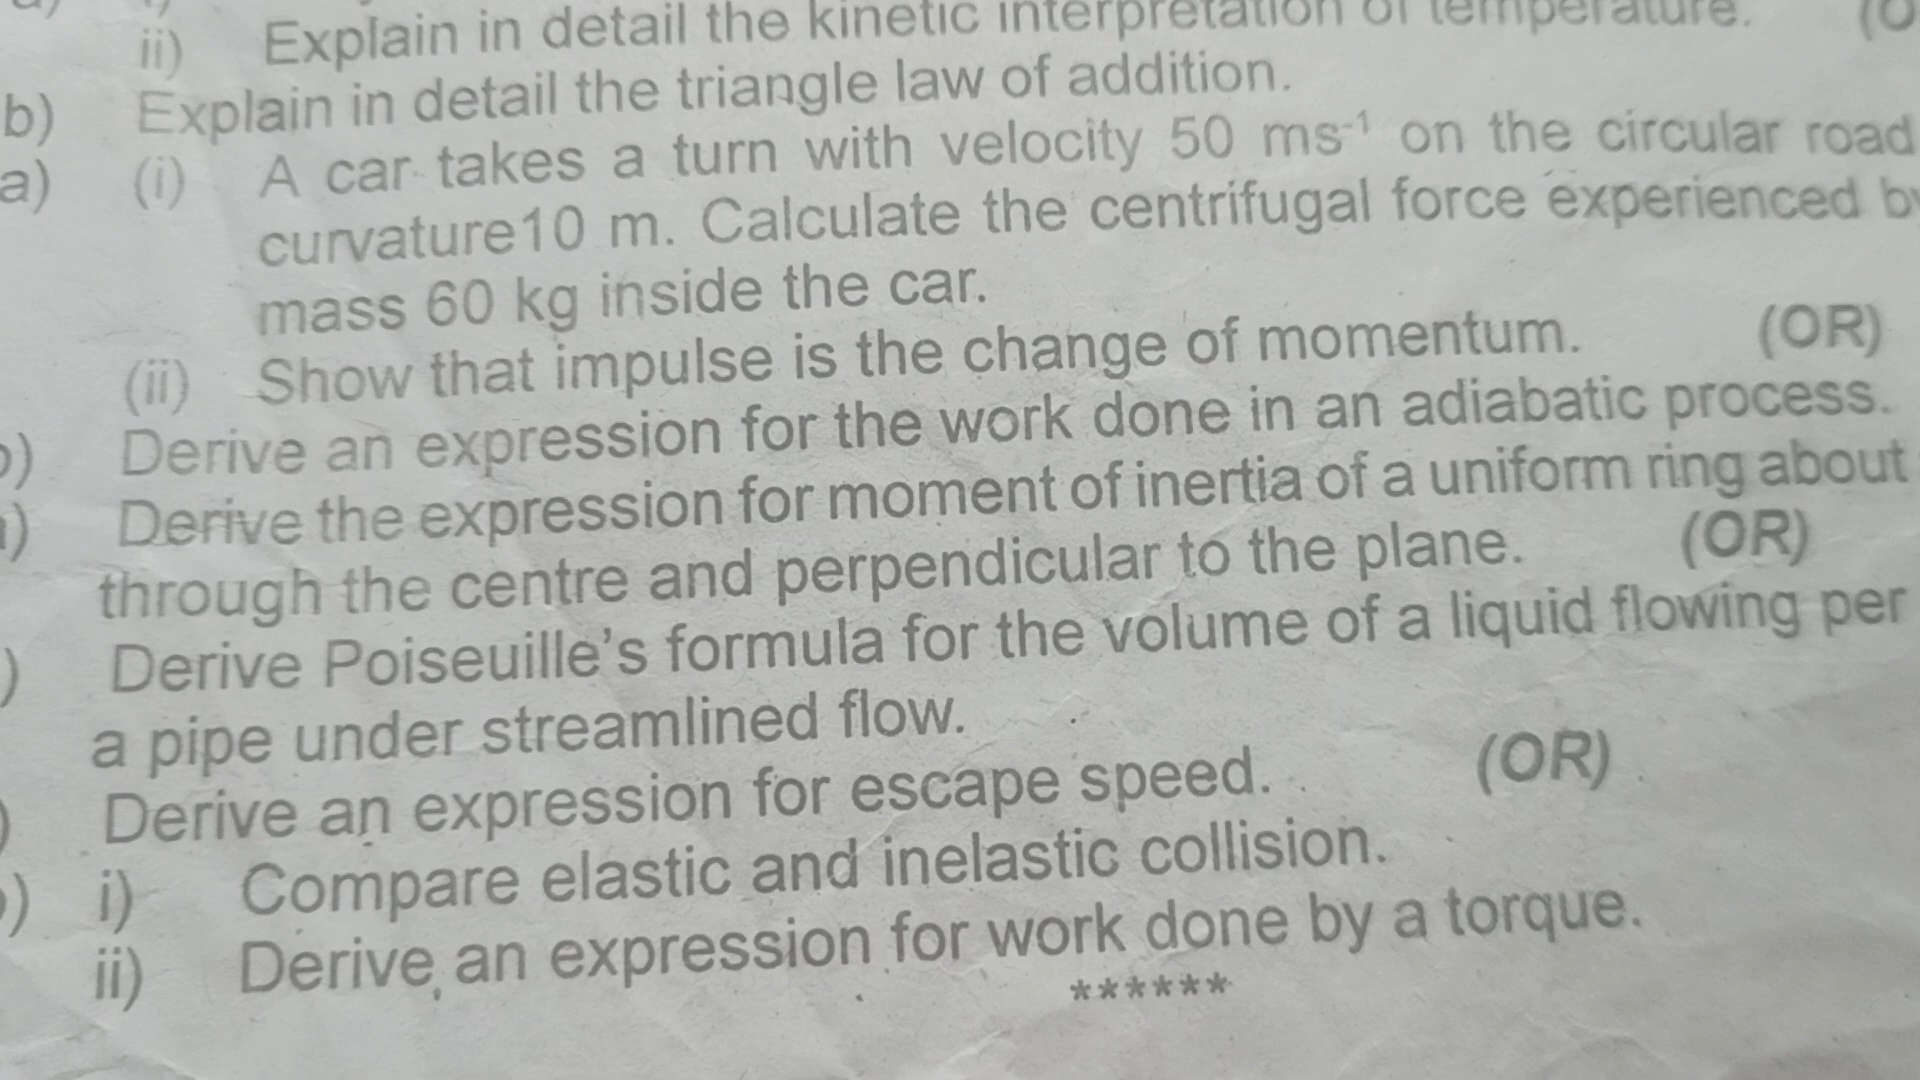 ii) Explain in detail the kinetic interpretation of temperature.
b) Explain in detail the triangle law of addition.
a) (i) A car takes a turn with velocity 50 ms-1 on the circular road
curvature10 m. Calculate the centrifugal force experienced by
mass 60 kg inside the car.
(ii) Show that impulse is the change of momentum. (OR)
) Derive an expression for the work done in an adiabatic process.
) Derive the expression for moment of inertia of a uniform ring about
through the centre and perpendicular to the plane. (OR)
) Derive Poiseuille's formula for the volume of a liquid flowing per
a pipe under streamlined flow.
) Derive an expression for escape speed. (OR)
) i) Compare elastic and inelastic collision.
ii) Derive an expression for work done by a torque.
******